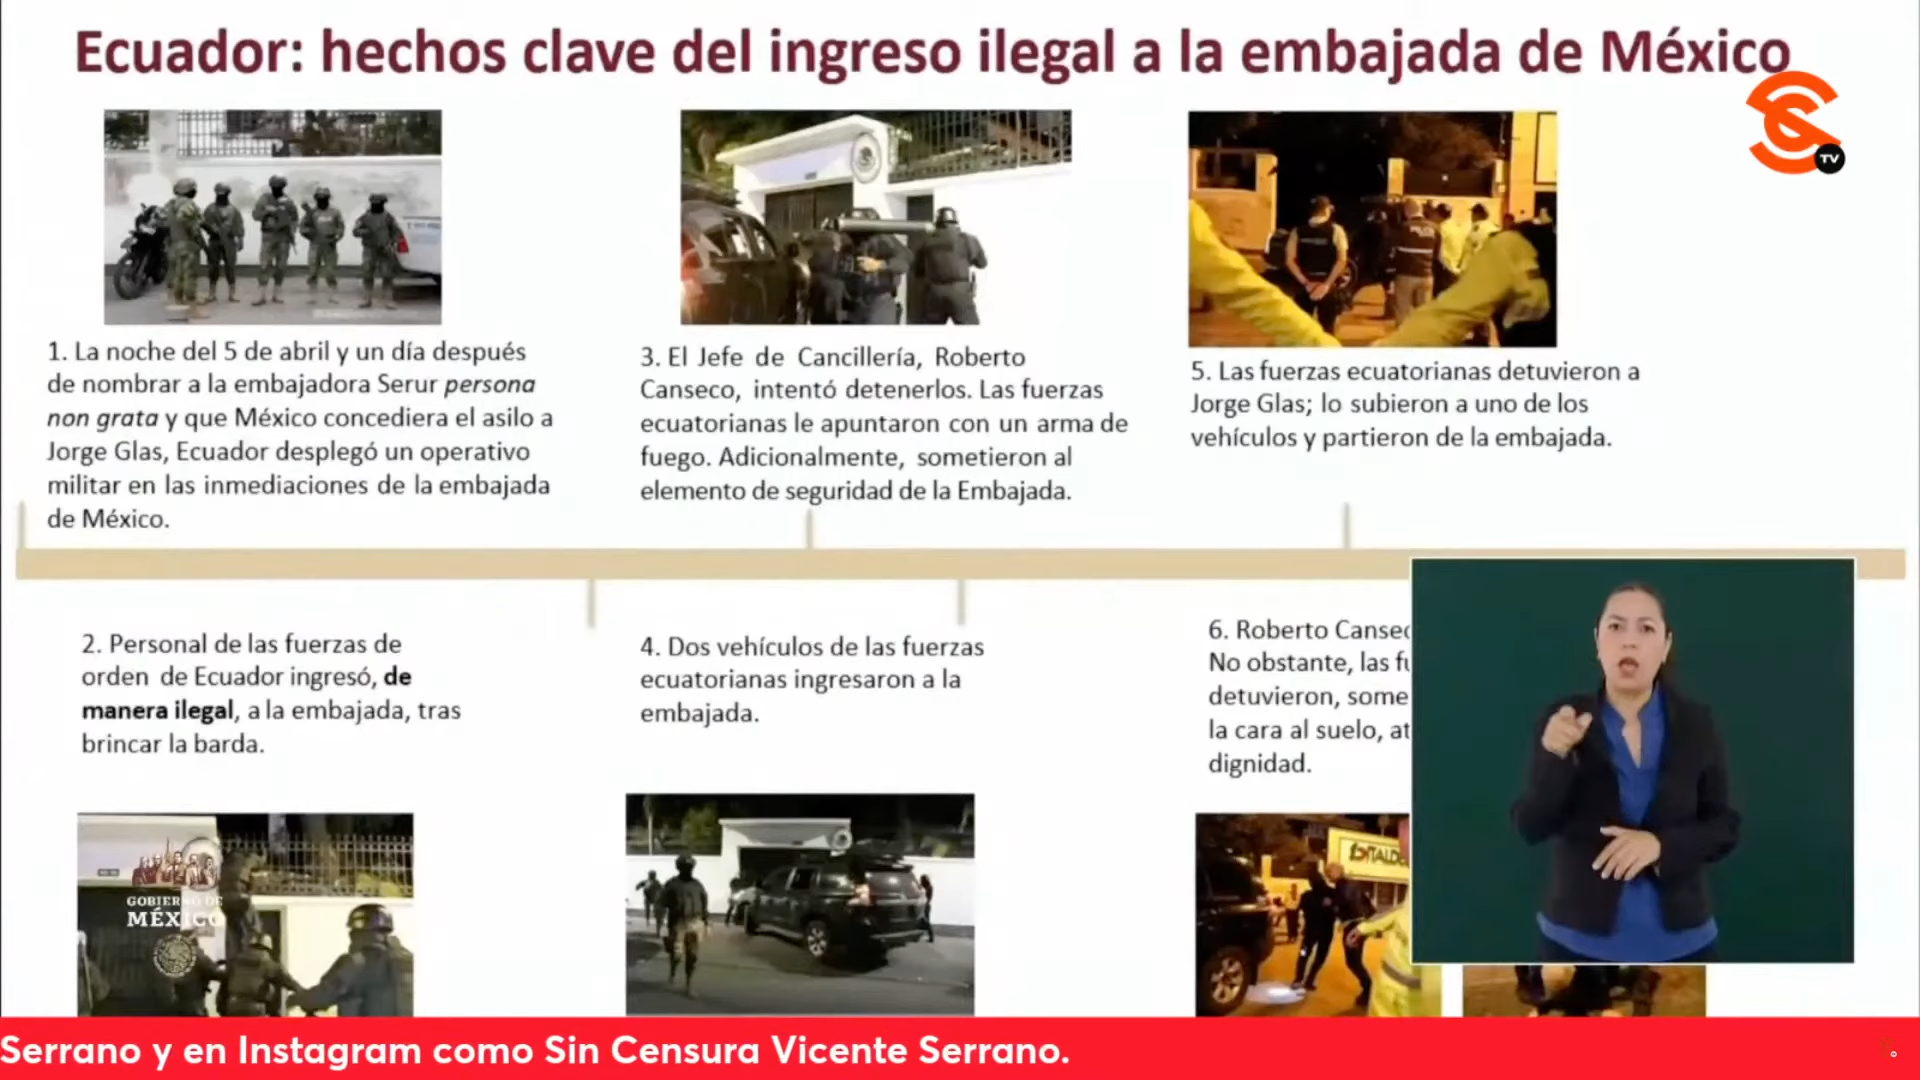 Ecuador: hechos clave del ingreso ilegal a la embajada de México
TV
1. La noche del 5 de abril y un día después
de nombrar a la embajadora Serur persona
non grata y que México concediera el asilo a
Jorge Glas, Ecuador desplegó un operativo
militar en las inmediaciones de la embajada
de México.
3. El Jefe de Cancillería, Roberto
Canseco, intentó detenerlos. Las fuerzas
ecuatorianas le apuntaron con un arma de
fuego. Adicionalmente, sometieron al
elemento de seguridad de la Embajada.
5. Las fuerzas ecuatorianas detuvieron a
Jorge Glas; lo subieron a uno de los
vehículos y partieron de la embajada.
2. Personal de las fuerzas de
orden de Ecuador ingresó, de
manera ilegal, a la embajada, tras
brincar la barda.
4. Dos vehículos de las fuerzas
ecuatorianas ingresaron a la
embajada.
6. Roberto Cansec
No obstante, las fu
detuvieron, some
la cara al suelo, at
dignidad.
GOBIERNO DE
MÉXICO
Serrano y en Instagram como Sin Censura Vicente Serrano.